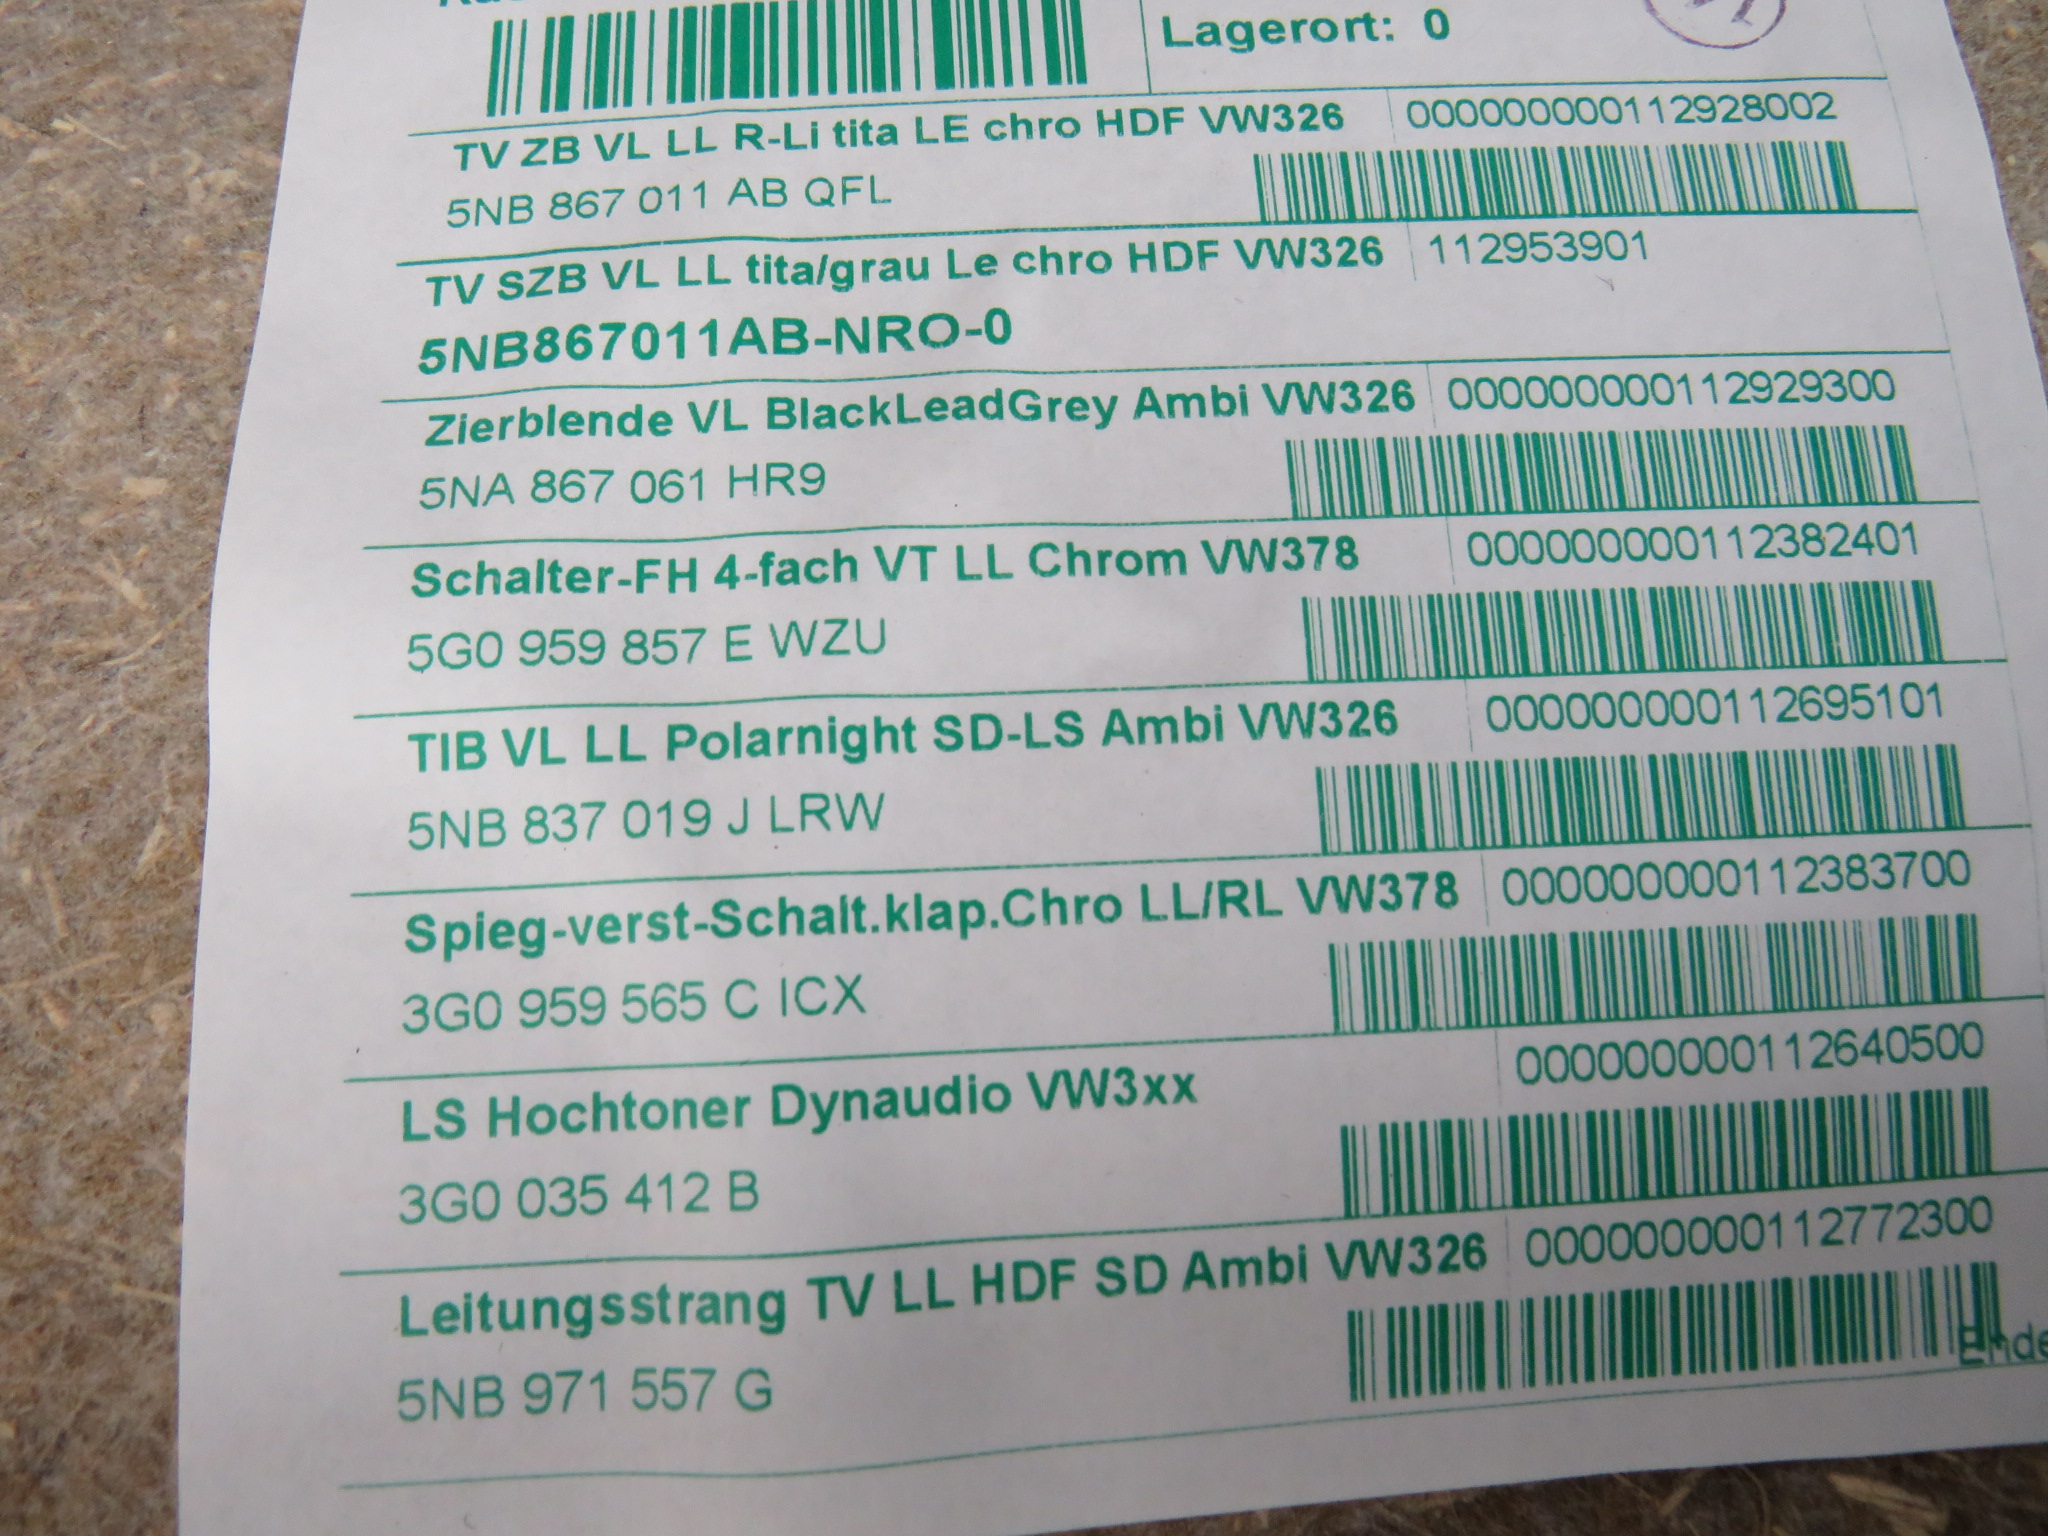 Lagerort: 0
TV ZB VL LL R-Li tita LE chro HDF VW326
000000000112928002
5NB 867 011 AB QFL
TV SZB VL LL tita/grau Le chro HDF VW326
112953901
5NB867011AB-NRO-0
Zierblende VL BlackLeadGrey Ambi VW326
000000000112929300
5NA 867 061 HR9
Schalter-FH 4-fach VT LL Chrom VW378
000000000112382401
5G0 959 857 E WZU
TIB VL LL Polarnight SD-LS Ambi VW326
000000000112695101
5NB 837 019 J LRW
Spieg-verst-Schalt.klap.Chro LL/RL VW378
000000000112383700
3G0 959 565 C ICX
LS Hochtoner Dynaudio VW3xx
000000000112640500
3G0 035 412 B
Leitungsstrang TV LL HDF SD Ambi VW326
000000000112772300
5NB 971 557 G
Ende